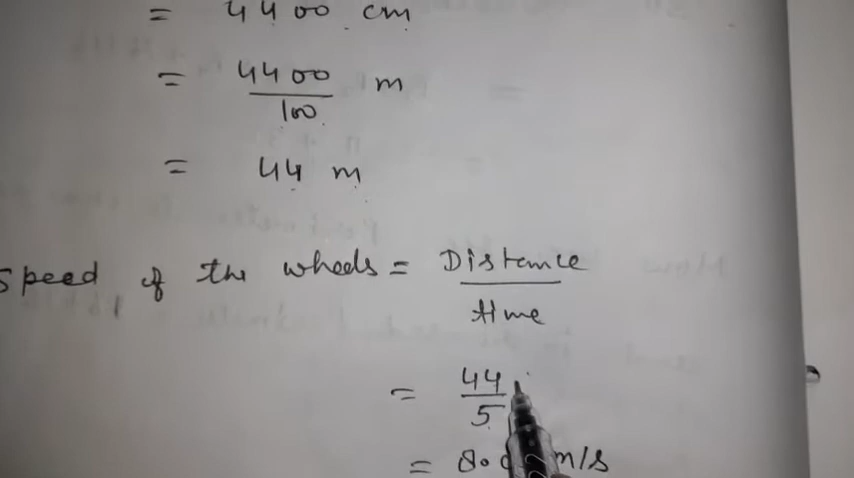 = 4400 cm
= 4400
100 m
= 44 m
Speed of the wheels = Distance
time
= 44
5
= m/s